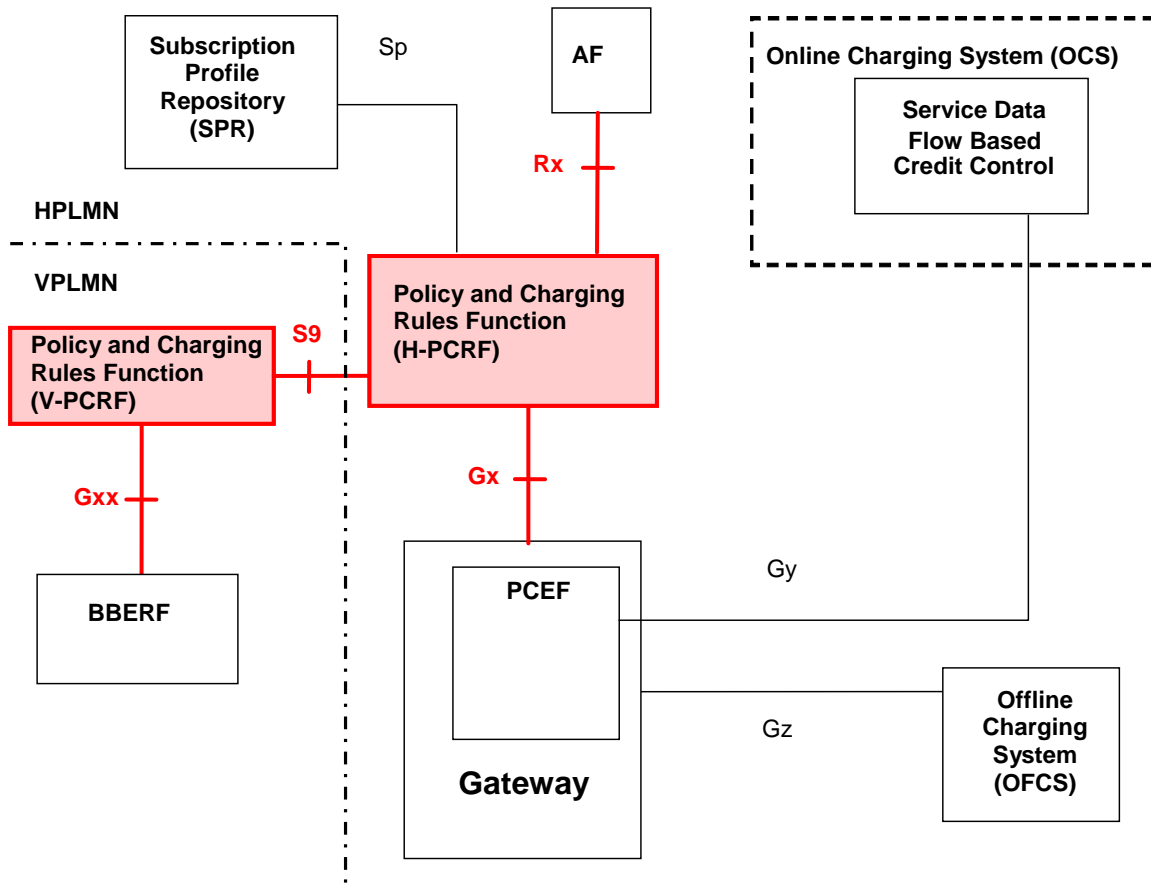 Subscription
Profile
Repository
(SPR)
Sp
AF
Online Charging System (OCS)
Service Data
Flow Based
Credit Control
Rx
HPLMN
VPLMN
Policy and Charging
Rules Function
(H-PCRF)
S9
Policy and Charging
Rules Function
(V-PCRF)
Gxx
Gx
BBERF
PCEF
Gy
Gz
Gateway
Offline
Charging
System
(OFCS)